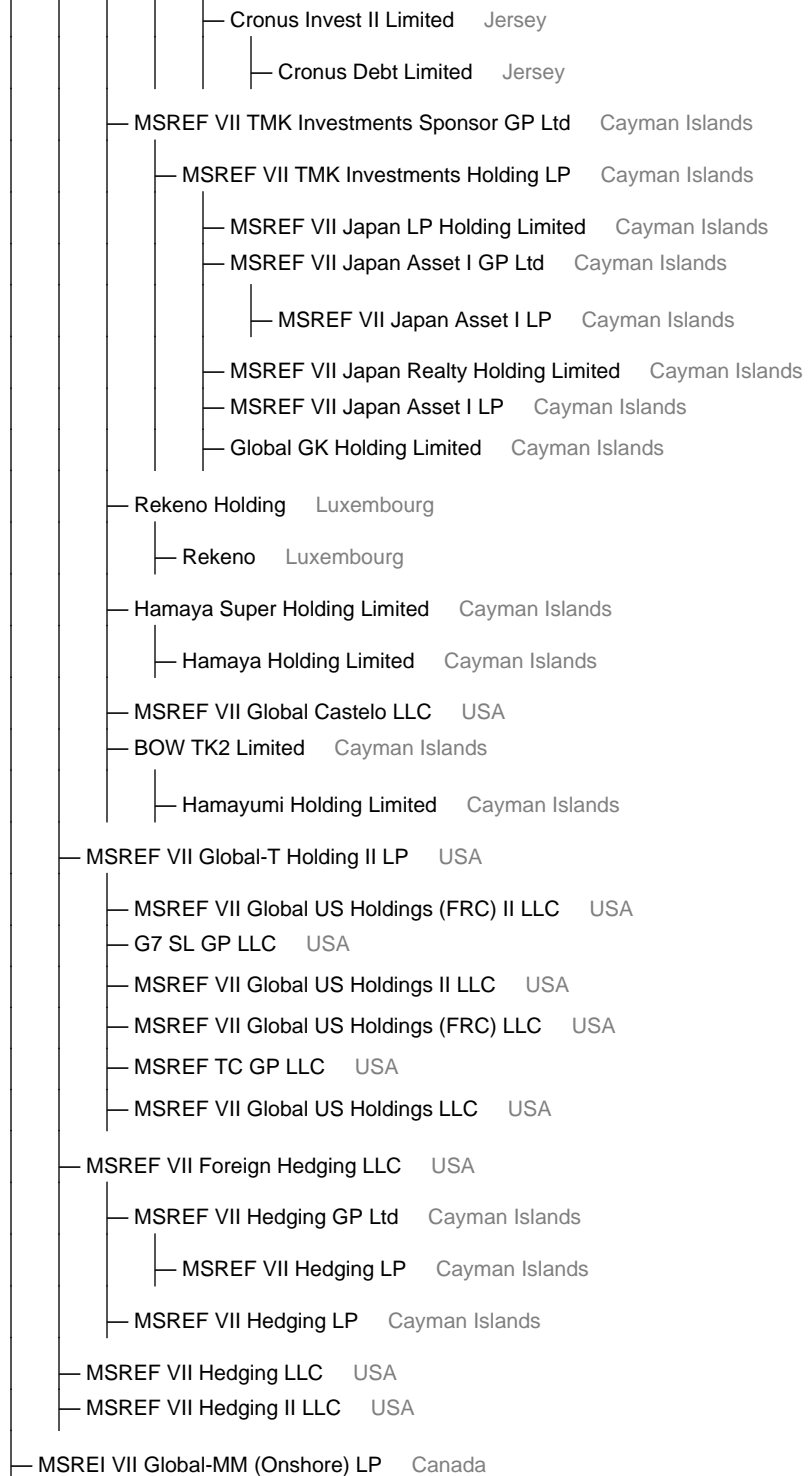 Cronus Invest II Limited Jersey
Cronus Debt Limited Jersey
MSREF VII TMK Investments Sponsor GP Ltd Cayman Islands
MSREF VII TMK Investments Holding LP Cayman Islands
MSREF VII Japan LP Holding Limited Cayman Islands
MSREF VII Japan Asset I GP Ltd Cayman Islands
MSREF VII Japan Asset I LP Cayman Islands
MSREF VII Japan Realty Holding Limited Cayman Islands
MSREF VII Japan Asset I LP Cayman Islands
Global GK Holding Limited Cayman Islands
Rekeno Holding Luxembourg
Rekeno Luxembourg
Hamaya Super Holding Limited Cayman Islands
Hamaya Holding Limited Cayman Islands
MSREF VII Global Castelo LLC USA
BOW TK2 Limited Cayman Islands
Hamayumi Holding Limited Cayman Islands
MSREF VII Global-T Holding II LP USA
MSREF VII Global US Holdings (FRC) II LLC USA
G7 SL GP LLC USA
MSREF VII Global US Holdings II LLC USA
MSREF VII Global US Holdings (FRC) LLC USA
MSREF TC GP LLC USA
MSREF VII Global US Holdings LLC USA
MSREF VII Foreign Hedging LLC USA
MSREF VII Hedging GP Ltd Cayman Islands
MSREF VII Hedging LP Cayman Islands
MSREF VII Hedging LP Cayman Islands
MSREF VII Hedging LLC USA
MSREF VII Hedging II LLC USA
MSREI VII Global-MM (Onshore) LP Canada